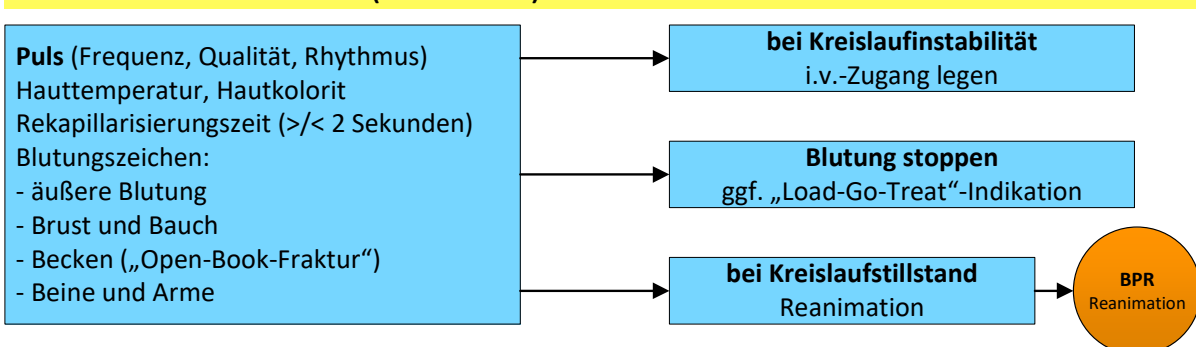 Puls (Frequenz, Qualität, Rhythmus)
Hauttemperatur, Hautkolorit
Rekapillarisierungszeit (>/< 2 Sekunden)
Blutungszeichen:
- äußere Blutung
- Brust und Bauch
- Becken („Open-Book-Fraktur“)
- Beine und Arme
bei Kreislaufinstabilität
i.v.-Zugang legen
Blutung stoppen
ggf. „Load-Go-Treat“-Indikation
bei Kreislaufstillstand
Reanimation
BPR
Reanimation